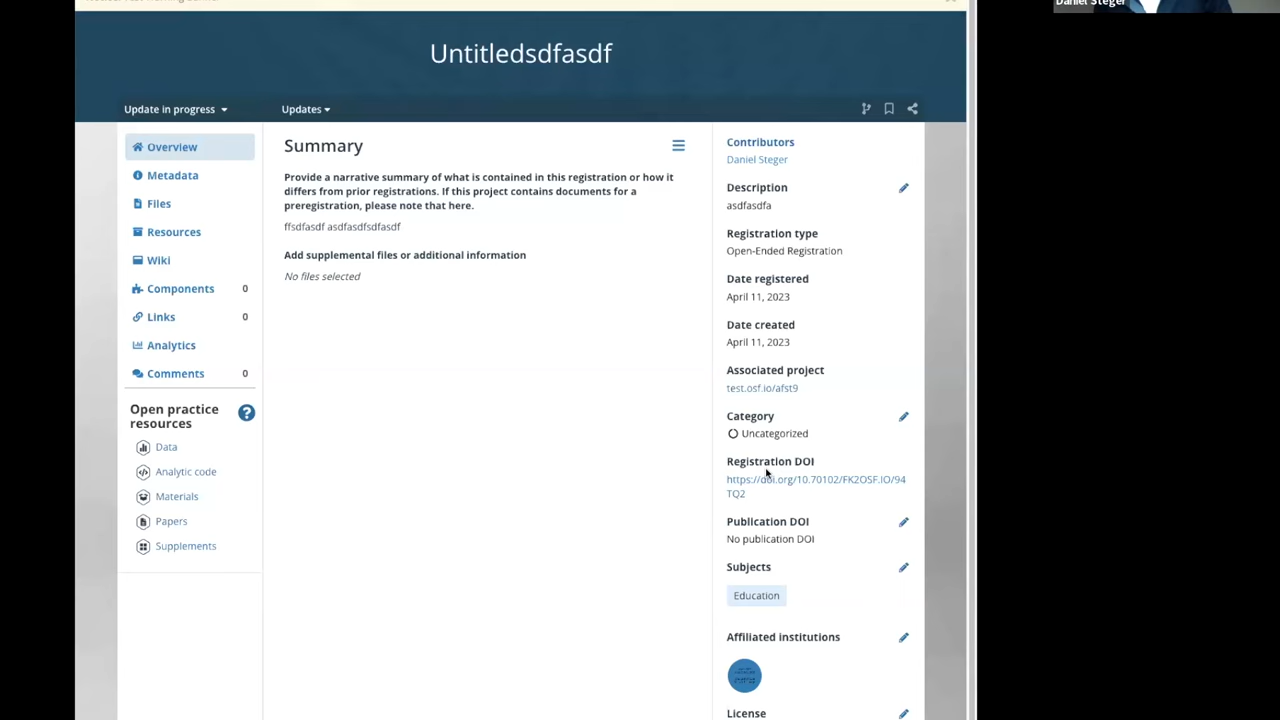 Daniel Steger
Untitledsdfasdf
Update in progress
Updates
Overview
Metadata
Files
Resources
Wiki
Components 0
Links 0
Analytics
Comments 0
Open practice
resources
?
Data
Analytic code
Materials
Papers
Supplements
Summary
Provide a narrative summary of what is contained in this registration or how it
differs from prior registrations. If this project contains documents for a
preregistration, please note that here.
ffsdfasdf asdfasdfsdfasdf
Add supplemental files or additional information
No files selected
Contributors
Daniel Steger
Description
asdfasdfa
Registration type
Open-Ended Registration
Date registered
April 11, 2023
Date created
April 11, 2023
Associated project
test.osf.io/afst9
Category
Uncategorized
Registration DOI
https://doi.org/10.70102/FK2OSF.IO/94
TQ2
Publication DOI
No publication DOI
Subjects
Education
Affiliated institutions
License